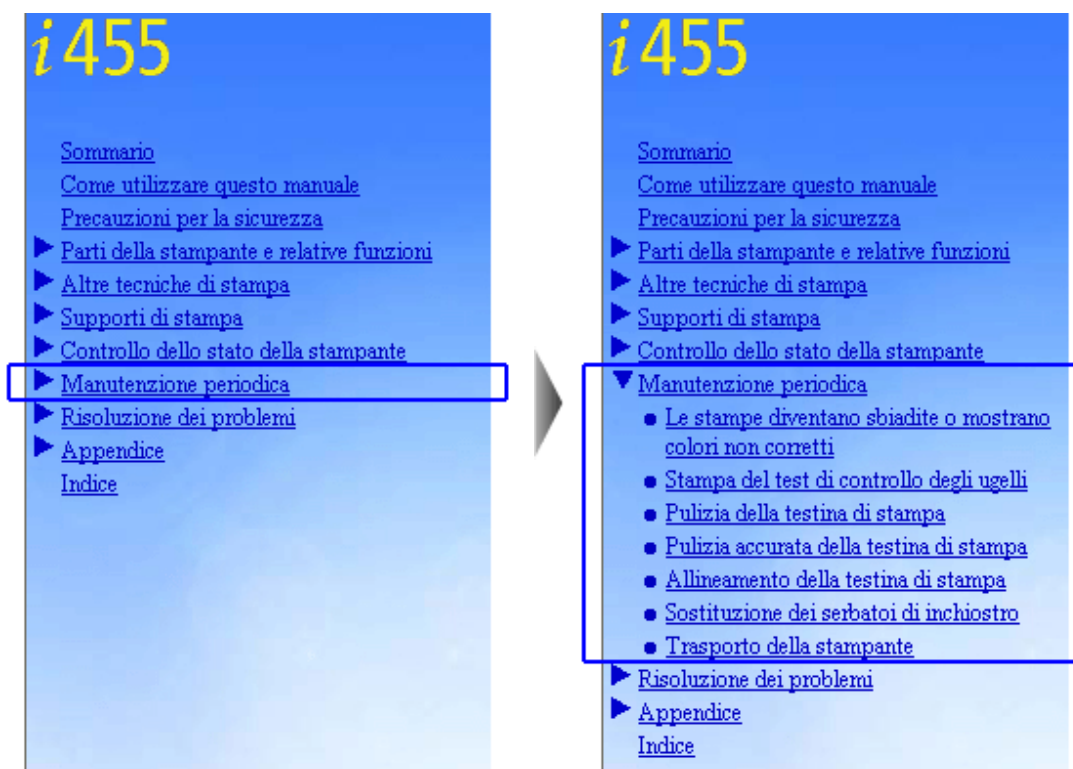 i455
Sommario
Come utilizzare questo manuale
Precauzioni per la sicurezza
Parti della stampante e relative funzioni
Altre tecniche di stampa
Supporti di stampa
Controllo dello stato della stampante
Manutenzione periodica
Risoluzione dei problemi
Appendice
Indice
i455
Sommario
Come utilizzare questo manuale
Precauzioni per la sicurezza
Parti della stampante e relative funzioni
Altre tecniche di stampa
Supporti di stampa
Controllo dello stato della stampante
Manutenzione periodica
Le stampe diventano sbiadite o mostrano
colori non corretti
Stampa del test di controllo degli ugelli
Pulizia della testina di stampa
Pulizia accurata della testina di stampa
Allineamento della testina di stampa
Sostituzione dei serbatoi di inchiostro
Trasporto della stampante
Risoluzione dei problemi
Appendice
Indice